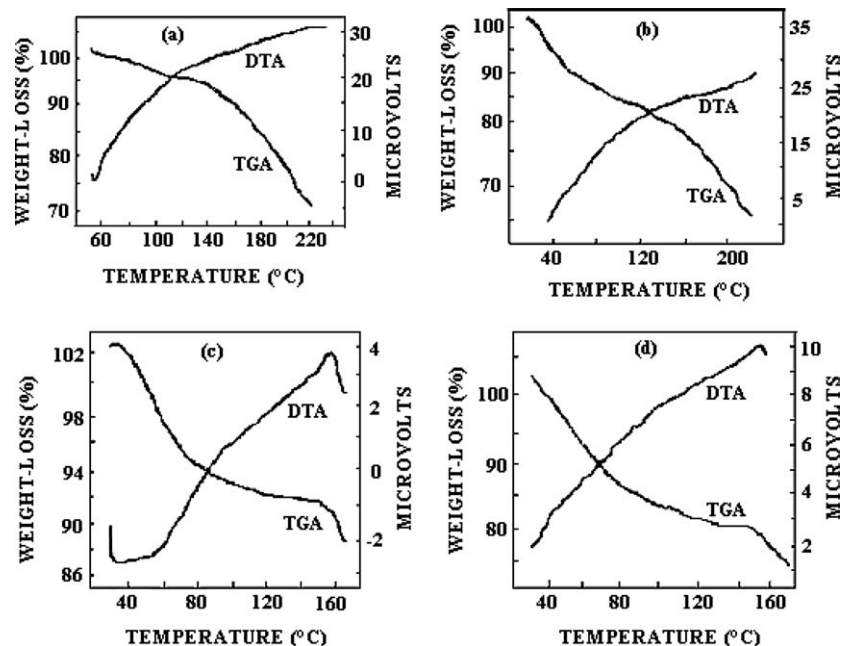 (a)
WEIGHT-LOSS (%)
100
90
80
70
30
20
10
0
MICROVOLTS
DTA
TGA
60 100 140 180 220
TEMPERATURE (°C)
(b)
WEIGHT-LOSS (%)
100
90
80
70
35
25
15
5
MICROVOLTS
DTA
TGA
40 120 200
TEMPERATURE (°C)
(c)
WEIGHT-LOSS (%)
102
98
94
90
86
4
2
0
-2
MICROVOLTS
DTA
TGA
40 80 120 160
TEMPERATURE (°C)
(d)
WEIGHT-LOSS (%)
100
90
80
10
8
6
4
2
MICROVOLTS
DTA
TGA
40 80 120 160
TEMPERATURE (°C)